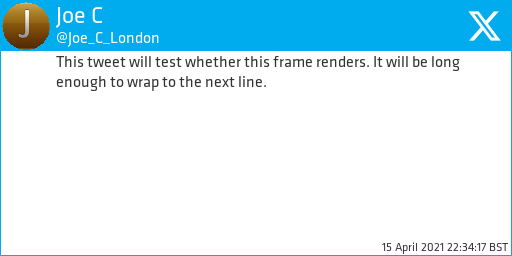 J
Joe C
@Joe_C_London
This tweet will test whether this frame renders. It will be long
enough to wrap to the next line.
15 April 2021 22:34:17 BST